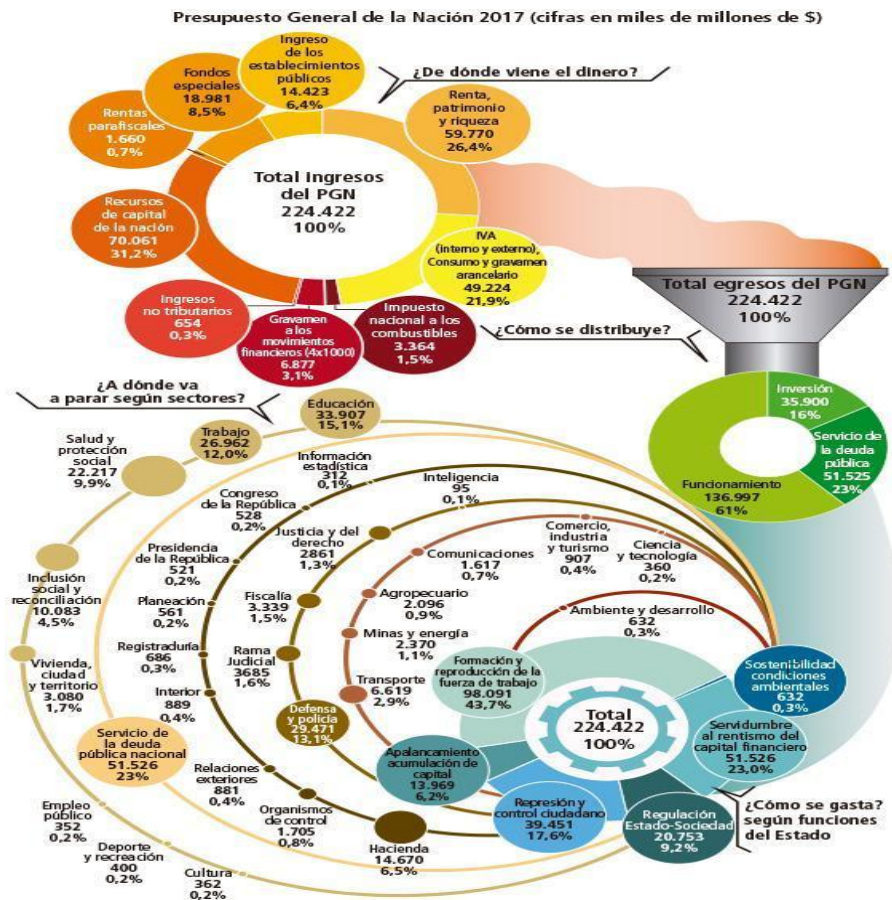 Presupuesto General de la Nación 2017 (cifras en miles de millones de $)
¿De dónde viene el dinero?
Ingreso
de los
establecimientos
públicos
14.423
6,4%
Fondos
especiales
18.981
8,5%
Rentas
parafiscales
1.660
0,7%
Recursos
de capital
de la nación
70.061
31,2%
Ingresos
no tributarios
654
0,3%
Gravamen
a los
movimientos
financieros (4x1000)
6.877
3,1%
Impuesto
nacional a los
combustibles
3.364
1,5%
IVA
(interno y externo),
Consumo y gravamen
arancelario
49.224
21,9%
Renta,
patrimonio
y riqueza
59.770
26,4%
Total Ingresos
del PGN
224.422
100%
Total egresos del PGN
224.422
100%
¿Cómo se distribuye?
Inversión
35.900
16%
Servicio de
la deuda
pública
51.525
23%
Funcionamiento
136.997
61%
¿A dónde va
a parar según sectores?
Educación
33.907
15,1%
Trabajo
26.962
12,0%
Salud y
protección
social
22.217
9,9%
Inclusión
social y
reconciliación
10.083
4,5%
Vivienda,
ciudad
y territorio
3.080
1,7%
Servicio de
la deuda
pública nacional
51.526
23%
Empleo
público
352
0,2%
Deporte
y recreación
400
0,2%
Cultura
362
0,2%
Información
estadística
312
0,1%
Congreso
de la República
528
0,2%
Presidencia
de la República
521
0,2%
Planeación
561
0,2%
Registraduría
686
0,3%
Interior
889
0,4%
Relaciones
exteriores
881
0,4%
Organismos
de control
1.705
0,8%
Hacienda
14.670
6,5%
Inteligencia
95
0,1%
Justicia y del
derecho
2861
1,3%
Fiscalía
3.339
1,5%
Rama
Judicial
3685
1,6%
Defensa
y policía
29.471
13,1%
Comercio,
industria
y turismo
907
0,4%
Ciencia
y tecnología
360
0,2%
Comunicaciones
1.617
0,7%
Agropecuario
2.096
0,9%
Minas y energía
2.370
1,1%
Transporte
6.619
2,9%
Ambiente y desarrollo
632
0,3%
Formación y
reproducción de la
fuerza de trabajo
98.091
43,7%
Sostenibilidad
condiciones
ambientales
632
0,3%
Servidumbre
al rentismo del
capital financiero
51.526
23,0%
Total
224.422
100%
Apalancamiento
acumulación de
capital
13.969
6,2%
Represión y
control ciudadano
39.451
17,6%
Regulación
Estado-Sociedad
20.753
9,2%
¿Cómo se gasta?
según funciones
del Estado